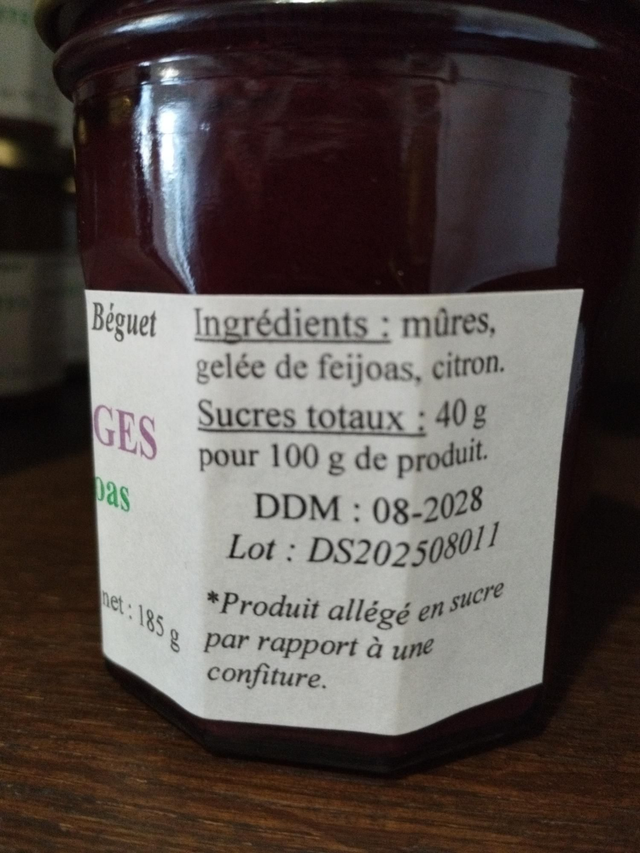 Béguet
GES
oas
net : 185 g
Ingrédients : mûres,
gelée de feijoas, citron.
Sucres totaux : 40 g
pour 100 g de produit.
DDM : 08-2028
Lot : DS202508011
*Produit allégé en sucre
par rapport à une
confiture.